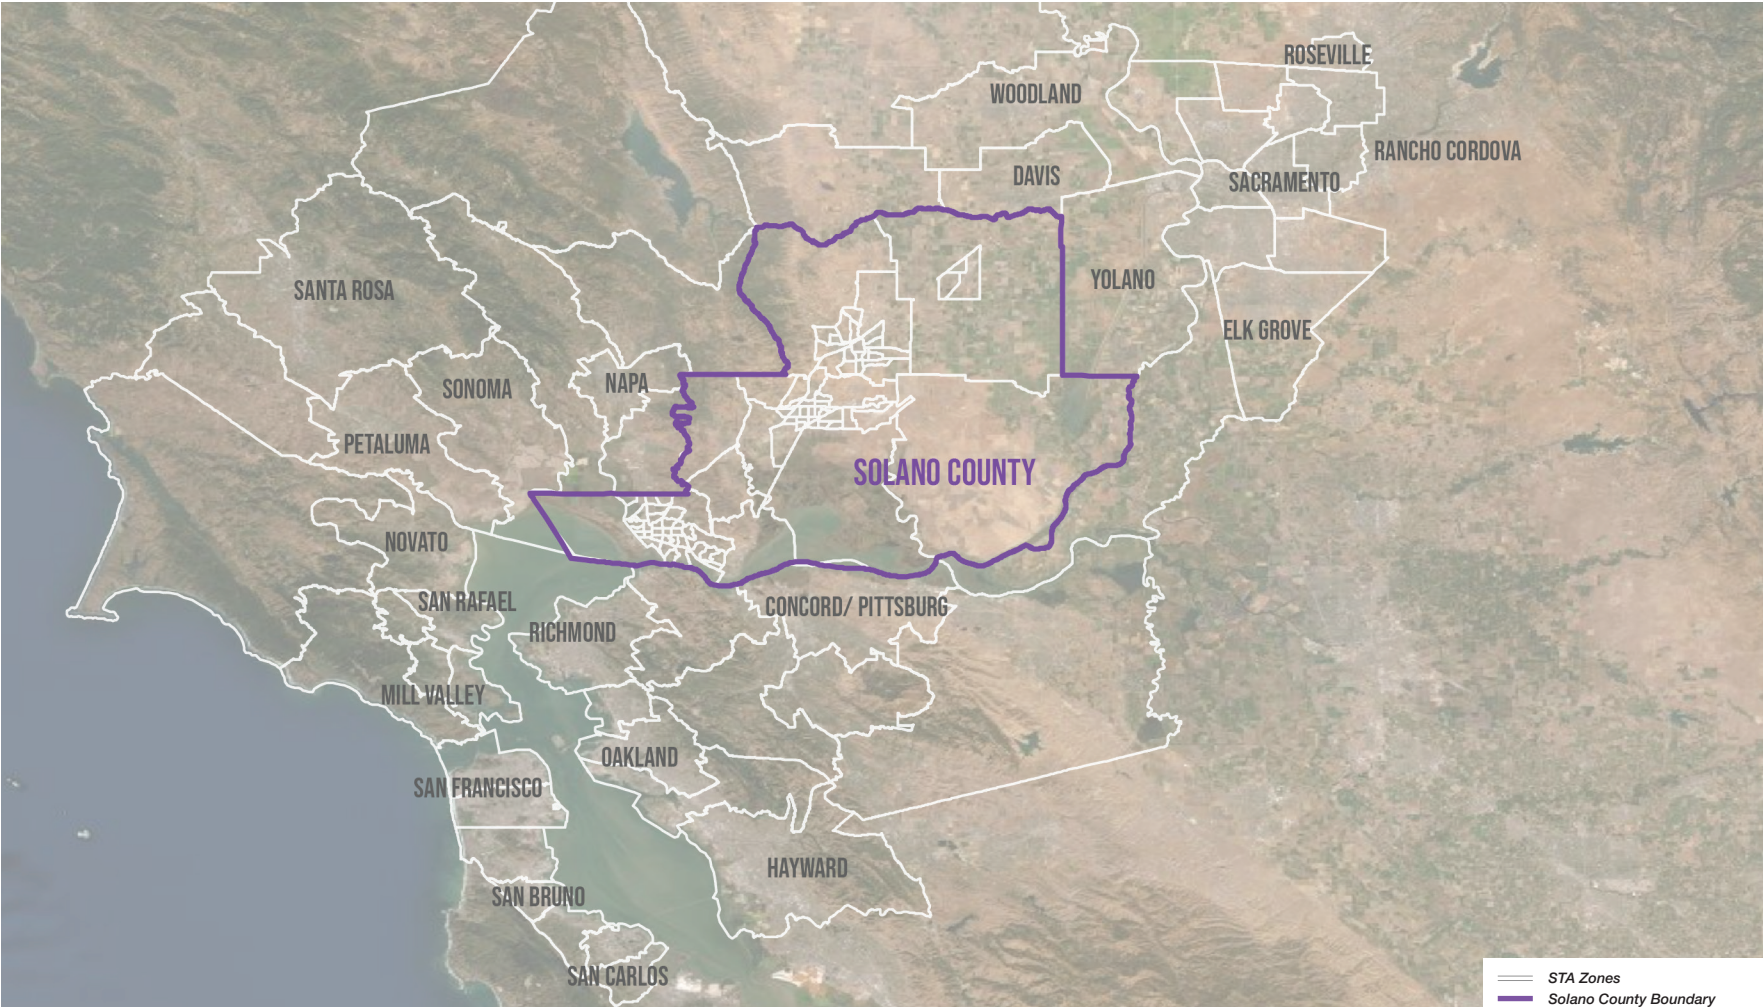 ROSEVILLE
WOODLAND
RANCHO CORDOVA
DAVIS
SACRAMENTO
YOLANO
SANTA ROSA
ELK GROVE
NAPA
SONOMA
PETALUMA
SOLANO COUNTY
NOVATO
SAN RAFAEL
CONCORD/ PITTSBURG
RICHMOND
MILL VALLEY
OAKLAND
SAN FRANCISCO
HAYWARD
SAN BRUNO
SAN CARLOS
STA Zones
Solano County Boundary